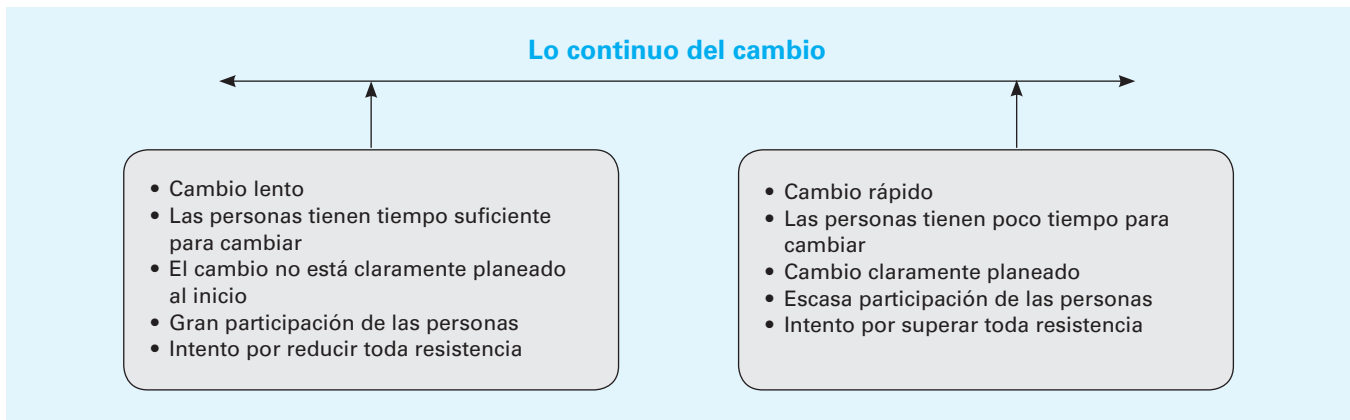 Lo continuo del cambio
• Cambio lento
• Las personas tienen tiempo suficiente
para cambiar
• El cambio no está claramente planeado
al inicio
• Gran participación de las personas
• Intento por reducir toda resistencia
• Cambio rápido
• Las personas tienen poco tiempo para
cambiar
• Cambio claramente planeado
• Escasa participación de las personas
• Intento por superar toda resistencia